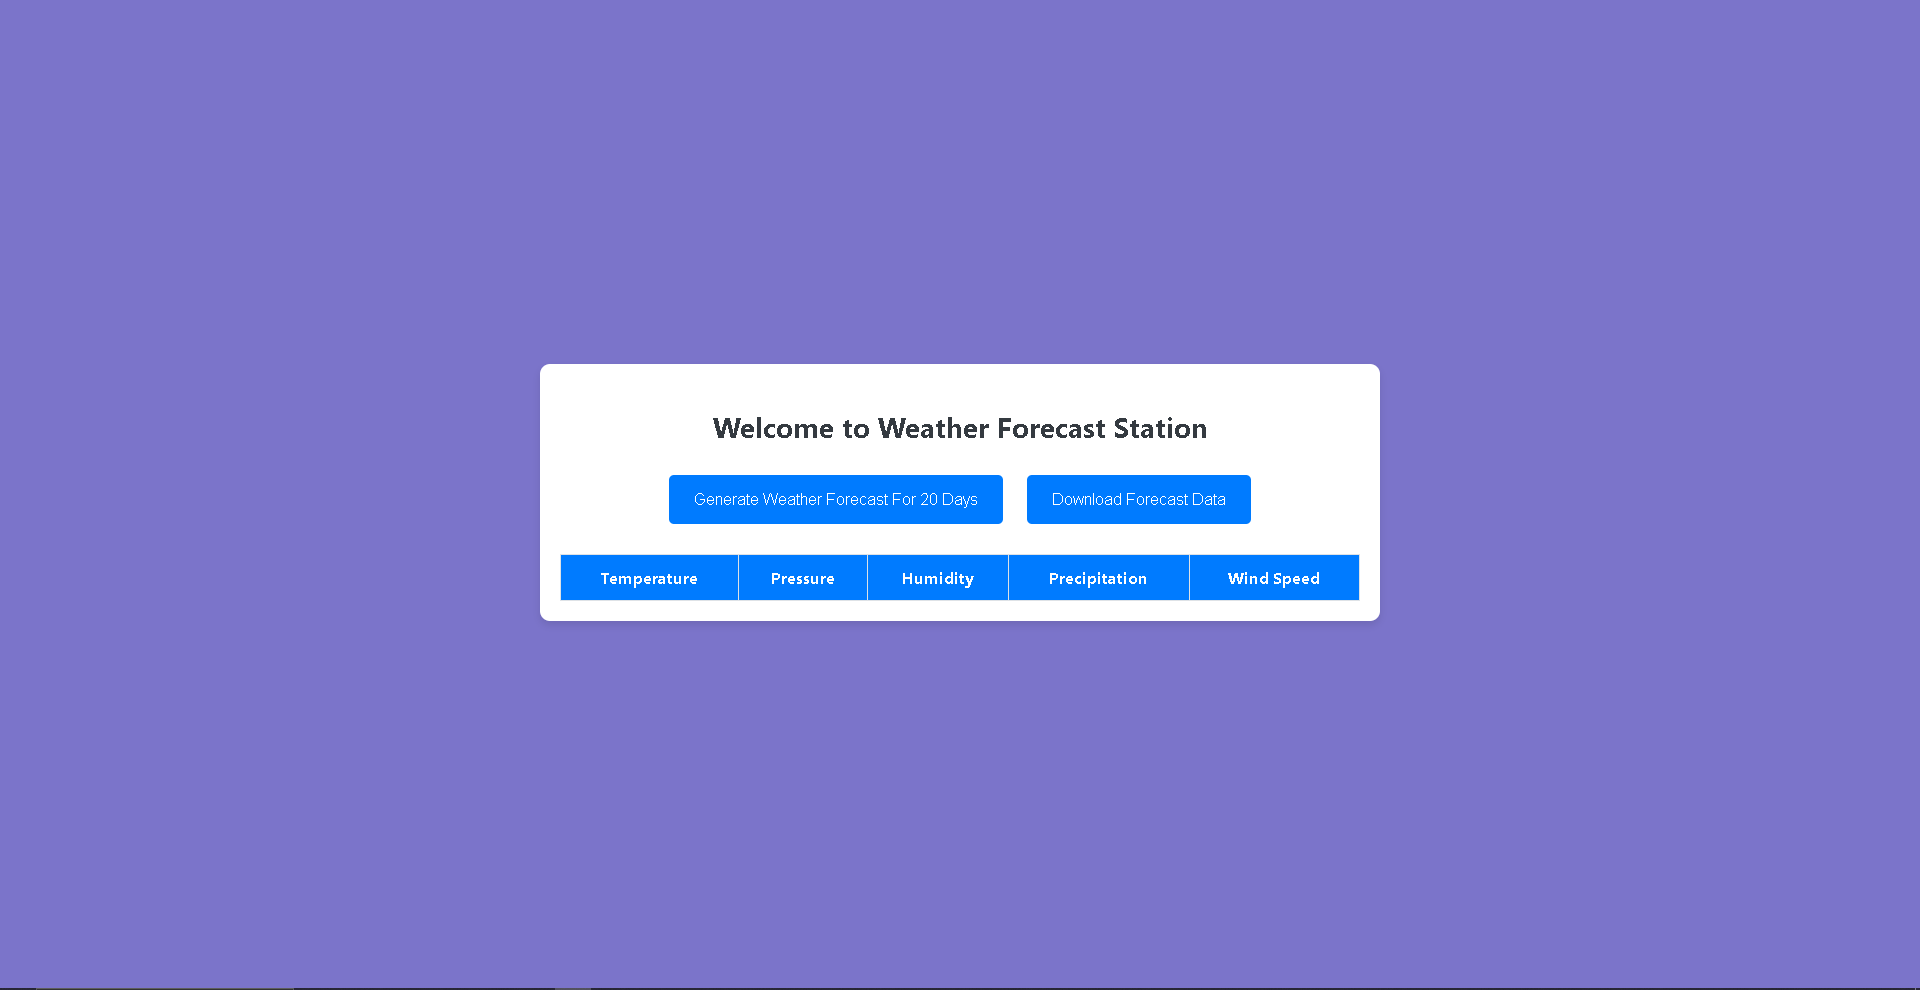 Welcome to Weather Forecast Station
Generate Weather Forecast For 20 Days Download Forecast Data
Temperature Pressure Humidity Precipitation Wind Speed